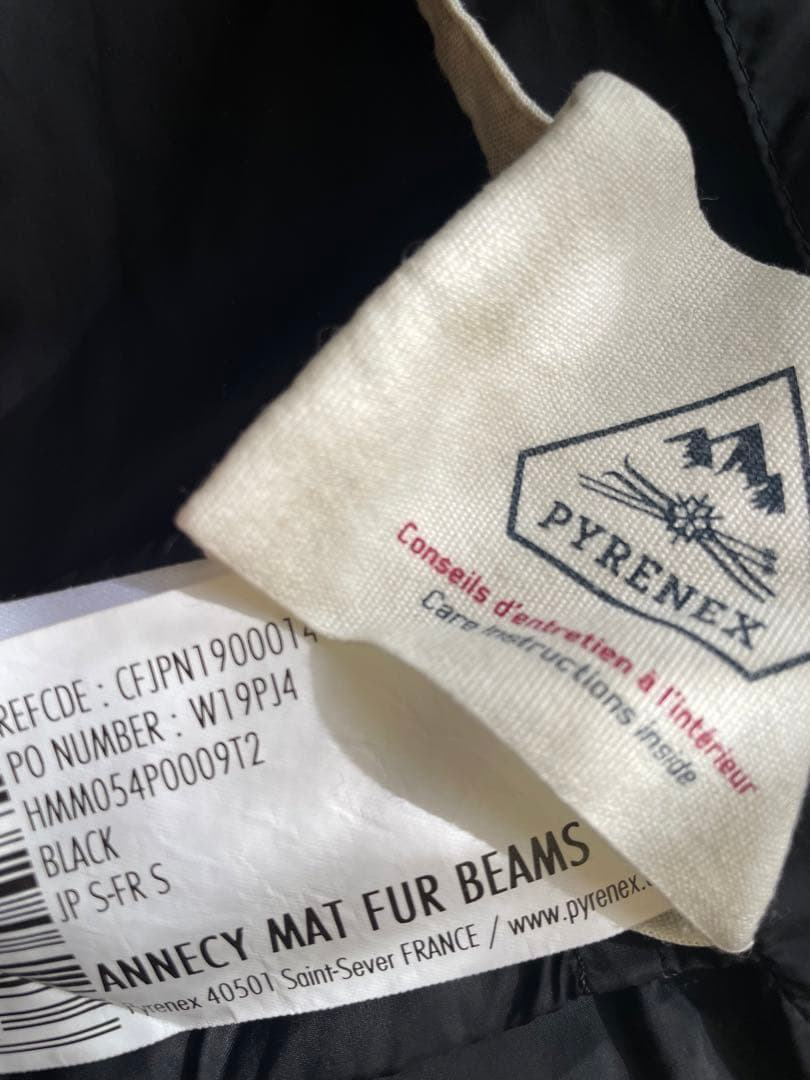 PYRENEX
Conseils d'entretien à l'intérieur
Care instructions inside
REFCDE : CFJPN1900014
PO NUMBER : W19PJ4
HMM054P0009T2
BLACK
JP S-FR S
ANNECY MAT FUR BEAMS
Pyrenex 40501 Saint-Sever FRANCE / www.pyrenex.